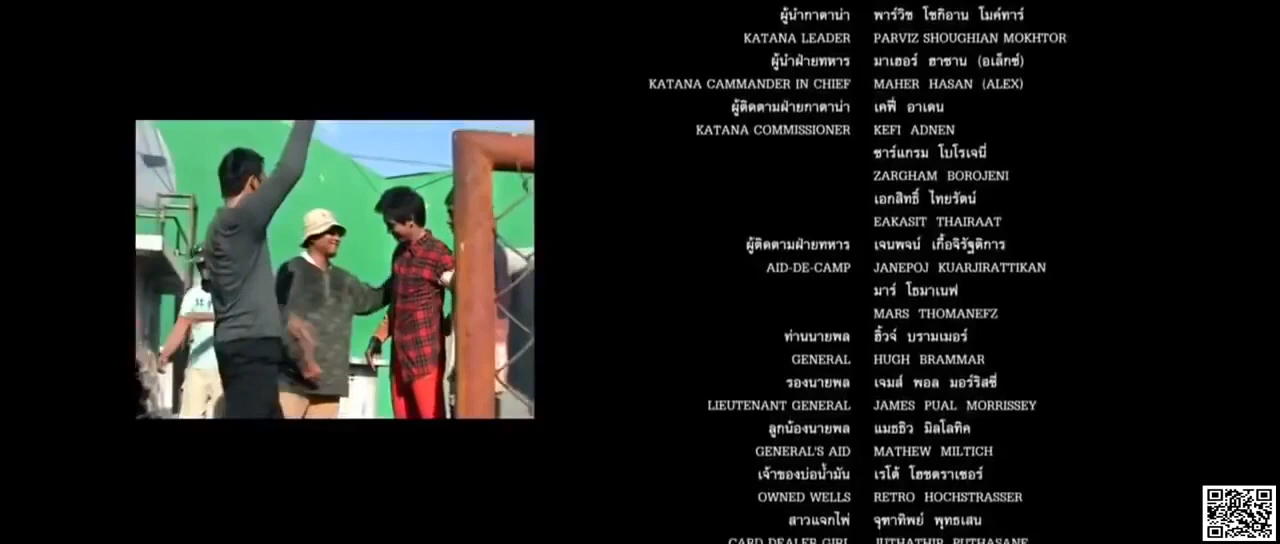 ผู้นำกาตาน่า พาร์วิช โชกิอาน โมค์ทาร์
KATANA LEADER PARVIZ SHOUGHIAN MOKHTOR
ผู้นำฝ่ายทหาร มาเฮอร์ ฮาซาน (อเล็กซ์)
KATANA CAMMANDER IN CHIEF MAHER HASAN (ALEX)
ผู้ติดตามฝ่ายกาตาน่า เคฟี่ อาเดน
KATANA COMMISSIONER KEFI ADNEN
ชาร์แกรม โบโรเจนี่
ZARGHAM BOROJENI
เอกสิทธิ์ ไทยรัตน์
EAKASIT THAIRAAT
ผู้ติดตามฝ่ายทหาร เจนพจน์ เกื้อจิรัฐติการ
AID-DE-CAMP JANEPOJ KUARJIRATTIKAN
มาร์ โธมาเนฟ
MARS THOMANEFZ
ท่านนายพล ฮิ้วจ์ บรามเมอร์
GENERAL HUGH BRAMMAR
รองนายพล เจมส์ พอล มอร์ริสซี่
LIEUTENANT GENERAL JAMES PUAL MORRISSEY
ลูกน้องนายพล แมธธิว มิลโลทิค
GENERAL'S AID MATHEW MILTICH
เจ้าของบ่อน้ำมัน เรโต้ โฮชตราเซอร์
OWNED WELLS RETRO HOCHSTRASSER
สาวแจกไพ่ จุฑาทิพย์ พุทธเสน
CARD DEALER GIRL JUTHATHIP PUTHASANE